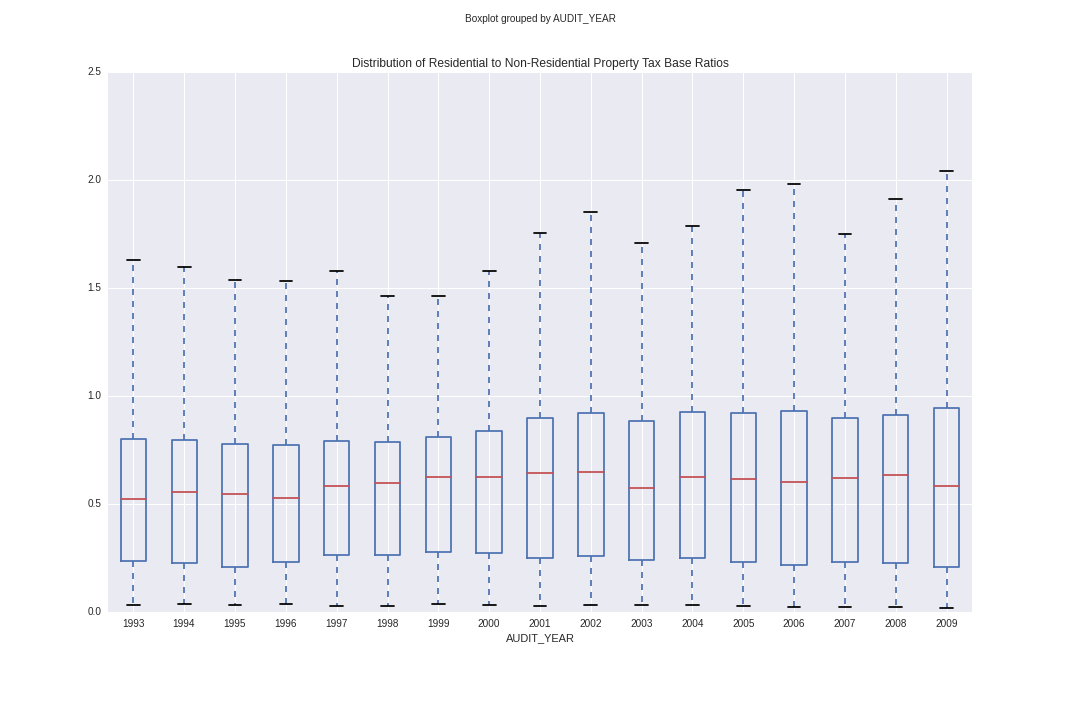 Boxplot grouped by AUDIT_YEAR
Distribution of Residential to Non-Residential Property Tax Base Ratios
2.5
2.0
1.5
1.0
0.5
0.0
1993 1994 1995 1996 1997 1998 1999 2000 2001 2002 2003 2004 2005 2006 2007 2008 2009
AUDIT_YEAR